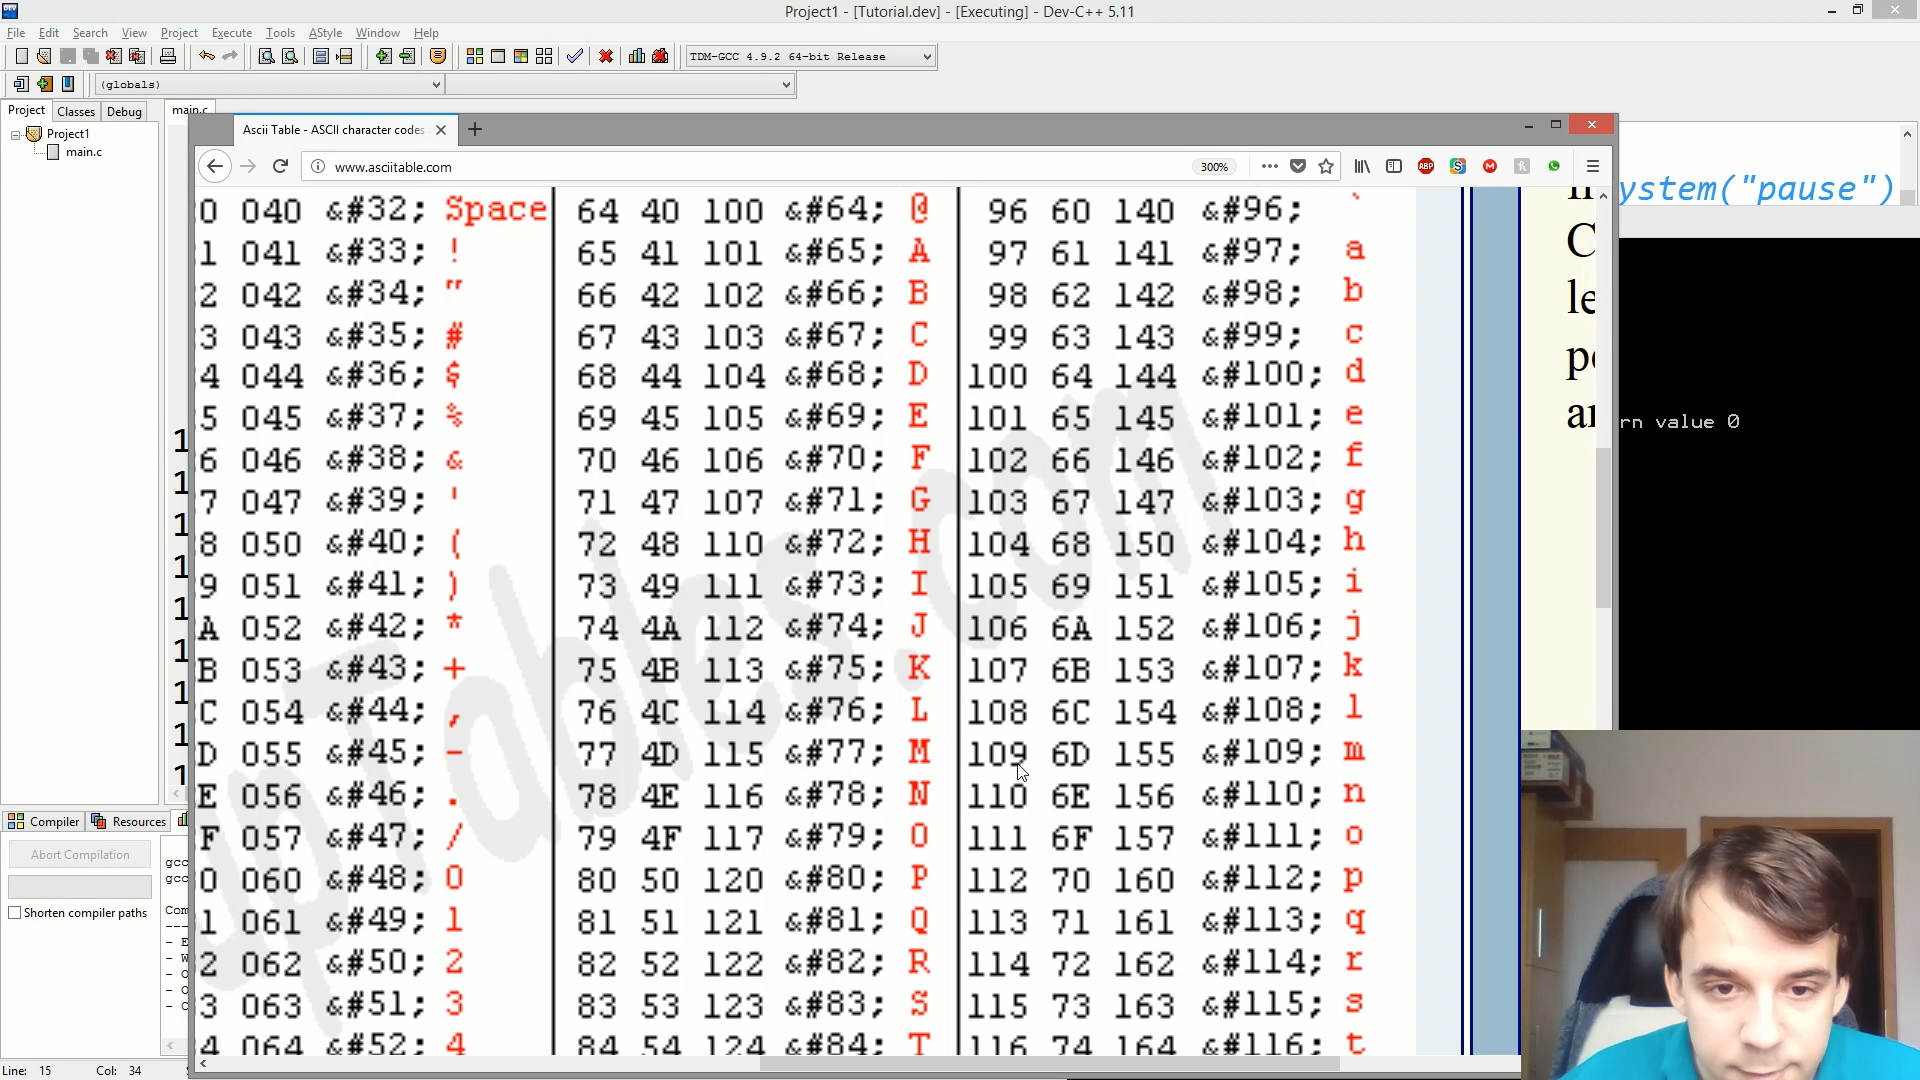 Project1 - [Tutorial.dev] - [Executing] - Dev-C++ 5.11
File Edit Search View Project Execute Tools AStyle Window Help
TDM-GCC 4.9.2 64-bit Release
(globals)
Project Classes Debug
main.c
Project1
main.c
Ascii Table - ASCII character codes
www.asciitable.com
300%
0 040 &#32; Space 64 40 100 &#64; @ 96 60 140 &#96; `
1 041 &#33; ! 65 41 101 &#65; A 97 61 141 &#97; a
2 042 &#34; " 66 42 102 &#66; B 98 62 142 &#98; b
3 043 &#35; # 67 43 103 &#67; C 99 63 143 &#99; c
4 044 &#36; $ 68 44 104 &#68; D 100 64 144 &#100; d
5 045 &#37; % 69 45 105 &#69; E 101 65 145 &#101; e
6 046 &#38; & 70 46 106 &#70; F 102 66 146 &#102; f
7 047 &#39; ' 71 47 107 &#71; G 103 67 147 &#103; g
8 050 &#40; ( 72 48 110 &#72; H 104 68 150 &#104; h
9 051 &#41; ) 73 49 111 &#73; I 105 69 151 &#105; i
A 052 &#42; * 74 4A 112 &#74; J 106 6A 152 &#106; j
B 053 &#43; + 75 4B 113 &#75; K 107 6B 153 &#107; k
C 054 &#44; , 76 4C 114 &#76; L 108 6C 154 &#108; l
D 055 &#45; - 77 4D 115 &#77; M 109 6D 155 &#109; m
E 056 &#46; . 78 4E 116 &#78; N 110 6E 156 &#110; n
F 057 &#47; / 79 4F 117 &#79; O 111 6F 157 &#111; o
0 060 &#48; 0 80 50 120 &#80; P 112 70 160 &#112; p
1 061 &#49; 1 81 51 121 &#81; Q 113 71 161 &#113; q
2 062 &#50; 2 82 52 122 &#82; R 114 72 162 &#114; r
3 063 &#51; 3 83 53 123 &#83; S 115 73 163 &#115; s
4 064 &#52; 4 84 54 124 &#84; T 116 74 164 &#116; t
upTables.com
ystem("pause")
C
le
rn value 0
Compiler Resources
Abort Compilation
Shorten compiler paths
gcc
gcc
Com
- E
- W
- O
- O
- C
Line: 15 Col: 34